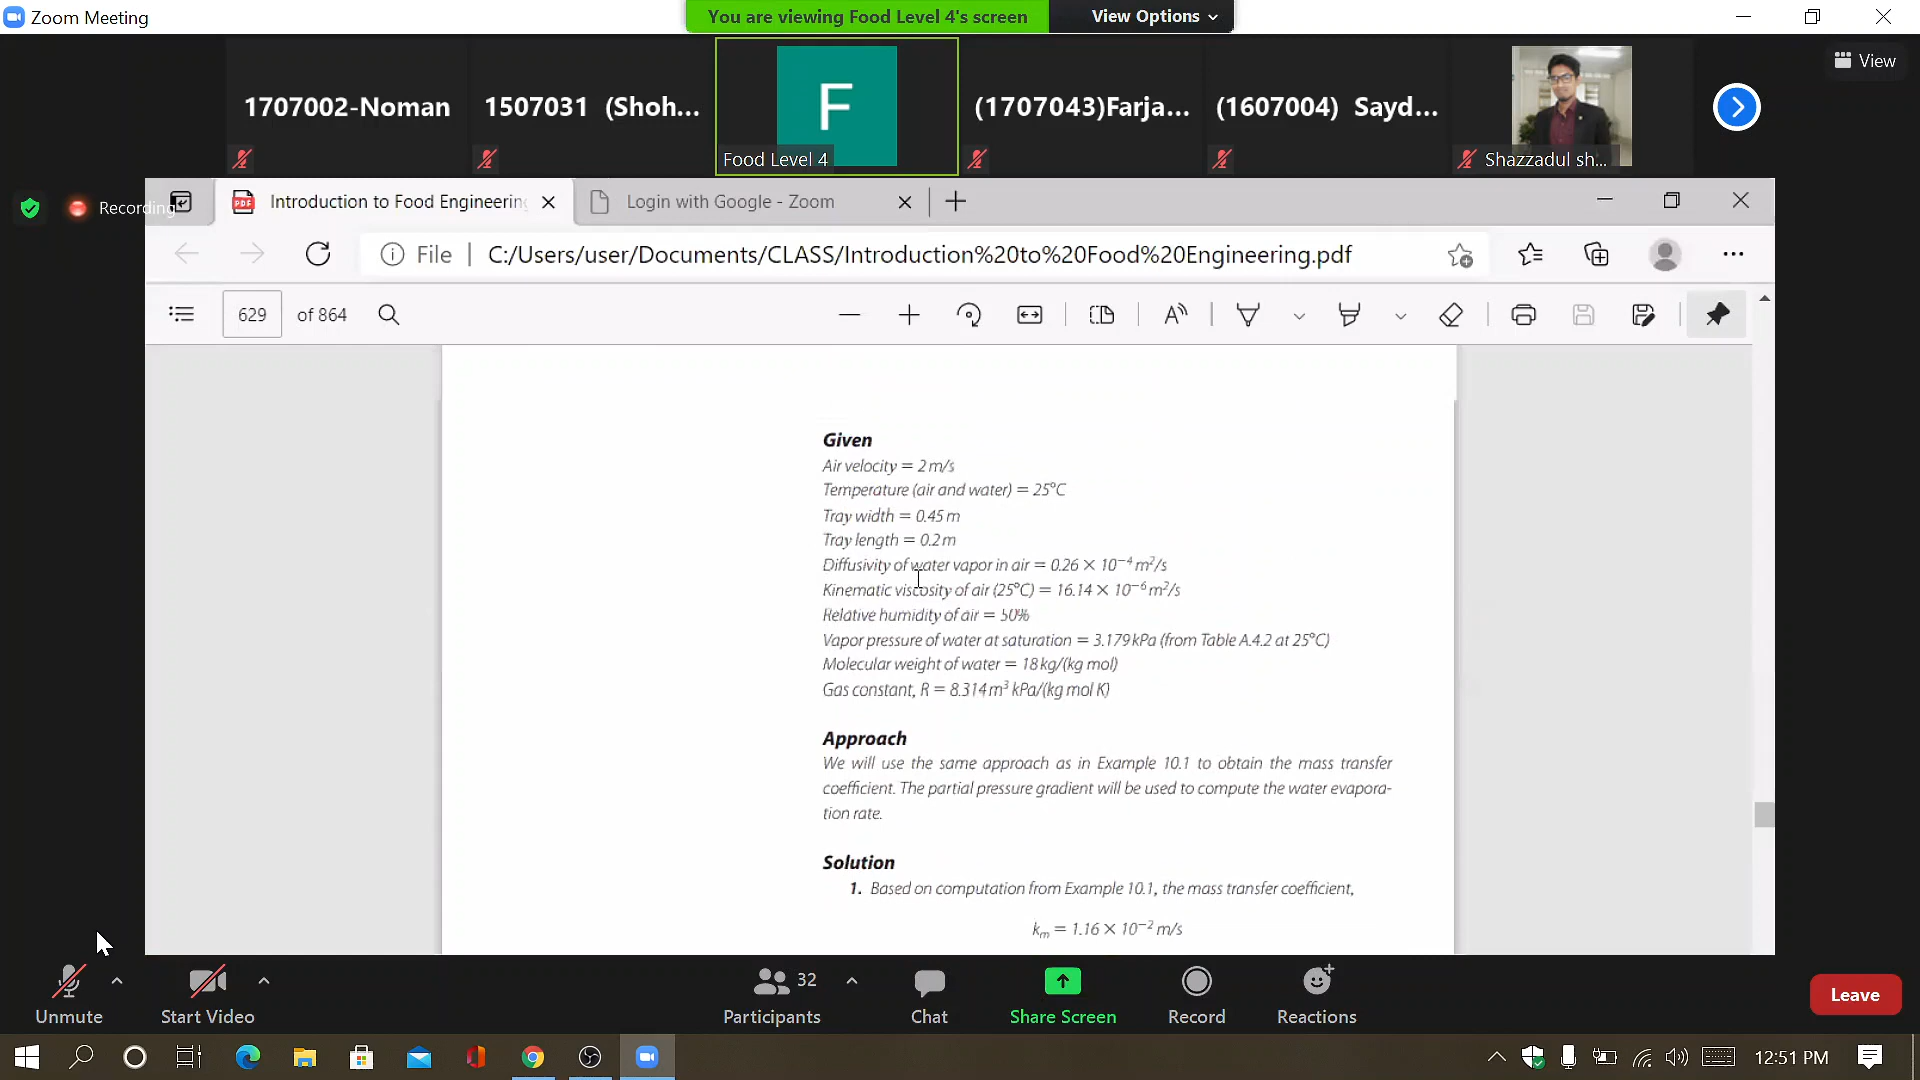 Zoom Meeting
You are viewing Food Level 4's screen
View Options
1707002-Noman
1507031 (Shoh...
F
Food Level 4
(1707043)Farja...
(1607004) Sayd...
Shazzadul sh...
View
Recording
Introduction to Food Engineering
Login with Google - Zoom
File
C:/Users/user/Documents/CLASS/Introduction%20to%20Food%20Engineering.pdf
629 of 864
Given
Air velocity = 2 m/s
Temperature (air and water) = 25°C
Tray width = 0.45 m
Tray length = 0.2 m
Diffusivity of water vapor in air = 0.26 × 10⁻⁴ m²/s
Kinematic viscosity of air (25°C) = 16.14 × 10⁻⁶ m²/s
Relative humidity of air = 50%
Vapor pressure of water at saturation = 3.179 kPa (from Table A.4.2 at 25°C)
Molecular weight of water = 18 kg/(kg mol)
Gas constant, R = 8.314 m³ kPa/(kg mol K)
Approach
We will use the same approach as in Example 10.1 to obtain the mass transfer
coefficient. The partial pressure gradient will be used to compute the water evapora-
tion rate.
Solution
1. Based on computation from Example 10.1, the mass transfer coefficient,
kₘ = 1.16 × 10⁻² m/s
Unmute
Start Video
32
Participants
Chat
Share Screen
Record
Reactions
Leave
12:51 PM